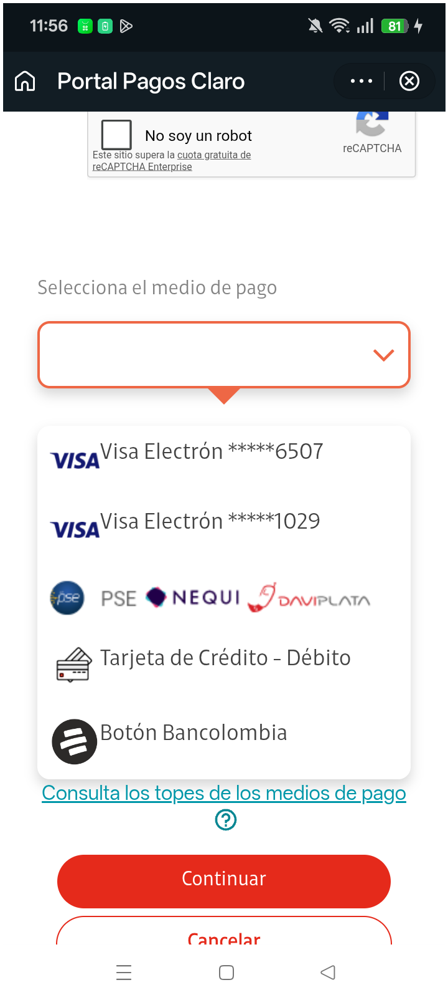 11:56
81
Portal Pagos Claro
No soy un robot
reCAPTCHA
Este sitio supera la cuota gratuita de
reCAPTCHA Enterprise
Selecciona el medio de pago
VISA Visa Electrón *****6507
VISA Visa Electrón *****1029
pse PSE NEQUI DAVIPLATA
Tarjeta de Crédito - Débito
Botón Bancolombia
Consulta los topes de los medios de pago
?
Continuar
Cancelar